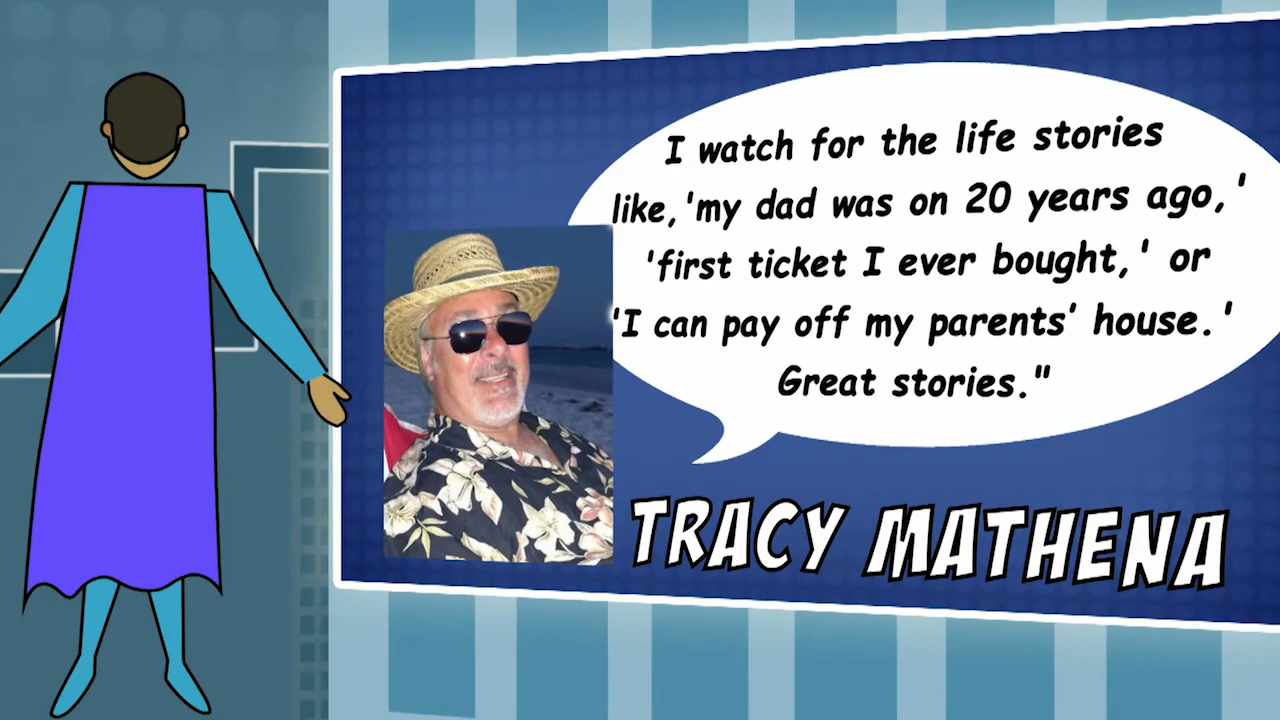 I watch for the life stories
like,'my dad was on 20 years ago,'
'first ticket I ever bought,' or
'I can pay off my parents' house.'
Great stories."
TRACY MATHENA